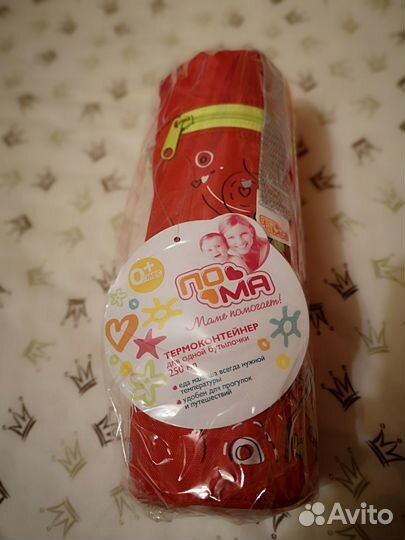 0+
ПОМА
Маме помогает!
ТЕРМОКОНТЕЙНЕР
для одной бутылочки
250 мл
еда малыша всегда нужной
температуры
удобен для прогулок
и путешествий
Avito